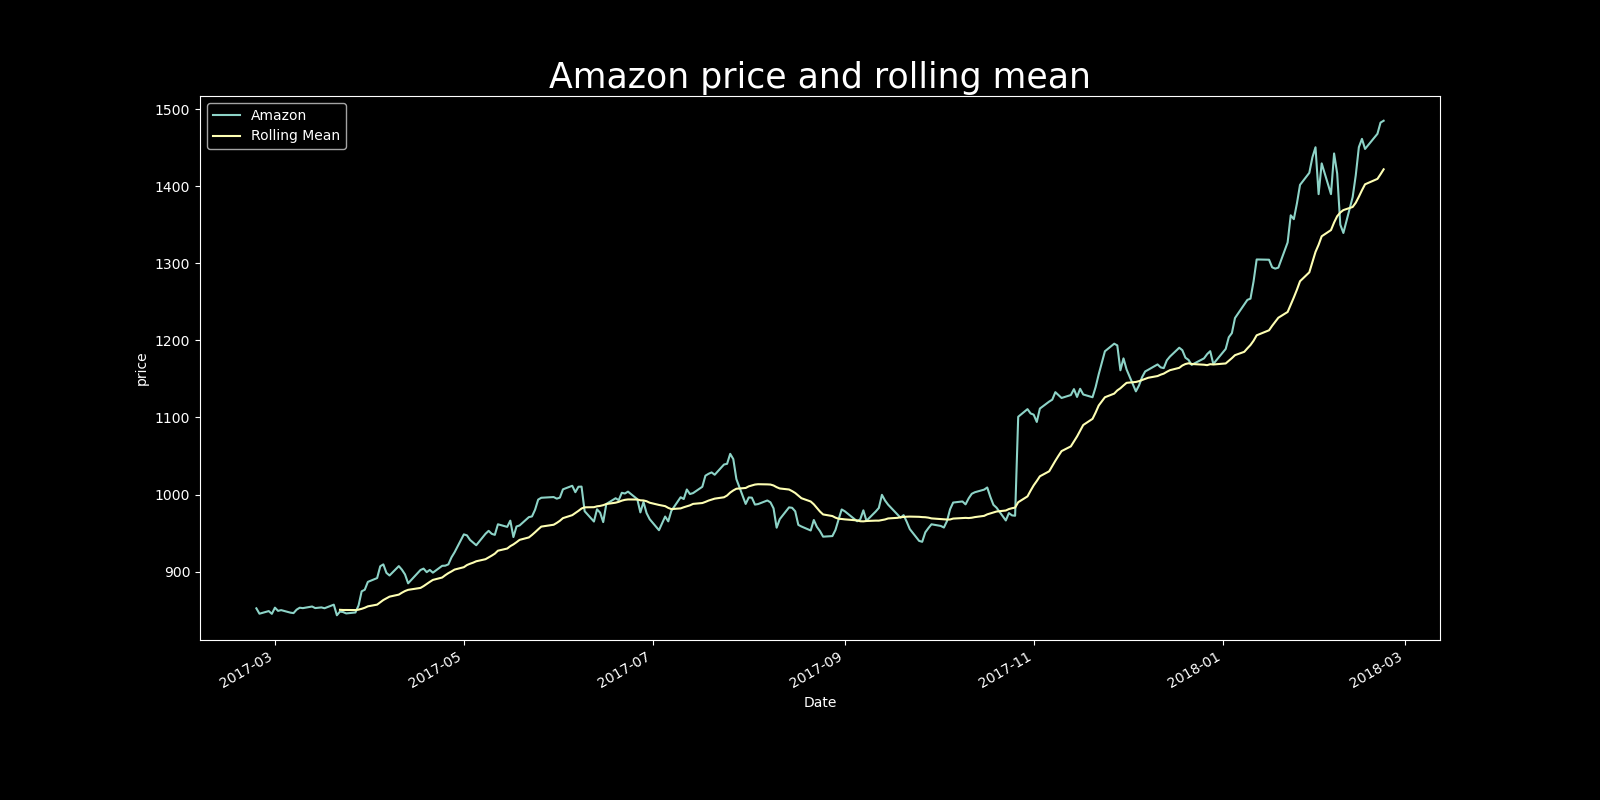 Amazon price and rolling mean
Amazon
Rolling Mean
1500
1400
1300
1200
1100
1000
900
price
2017-03
2017-05
2017-07
2017-09
2017-11
2018-01
2018-03
Date